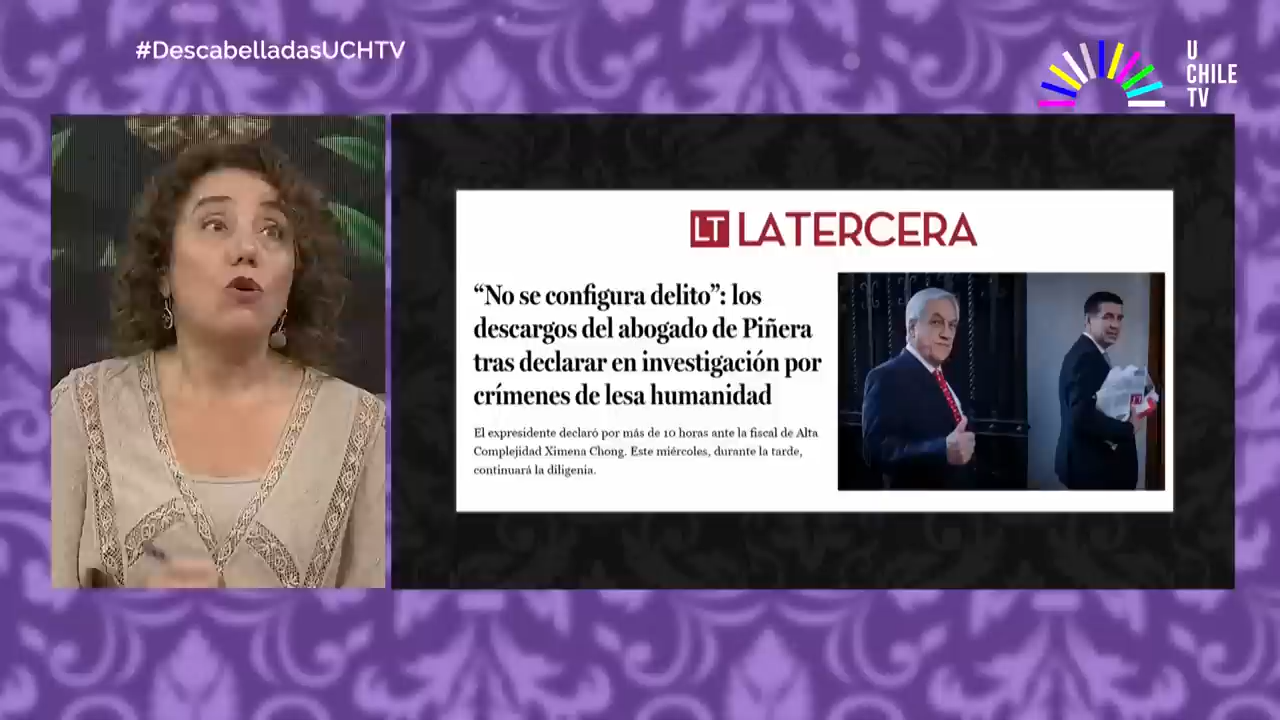 #DescabelladasUCHTV
U
CHILE
TV
LT LATERCERA
“No se configura delito”: los
descargos del abogado de Piñera
tras declarar en investigación por
crímenes de lesa humanidad
El expresidente declaró por más de 10 horas ante la fiscal de Alta
Complejidad Ximena Chong. Este miércoles, durante la tarde,
continuará la diligenia.